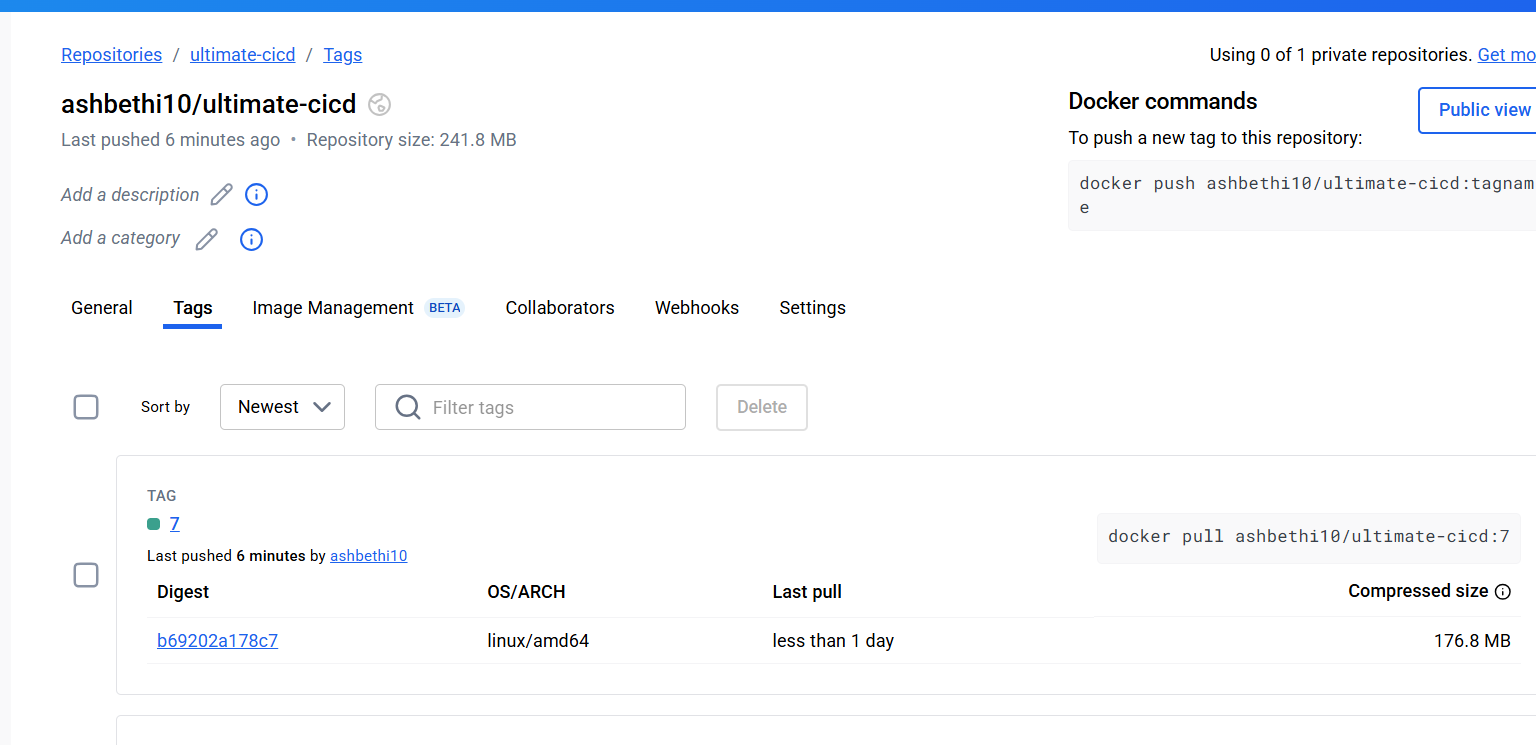 Repositories / ultimate-cicd / Tags
Using 0 of 1 private repositories. Get mo
ashbethi10/ultimate-cicd
Last pushed 6 minutes ago • Repository size: 241.8 MB
Add a description
Add a category
Docker commands
Public view
To push a new tag to this repository:
docker push ashbethi10/ultimate-cicd:tagnam
e
General Tags Image Management BETA Collaborators Webhooks Settings
Sort by Newest Filter tags Delete
TAG
7
Last pushed 6 minutes by ashbethi10
docker pull ashbethi10/ultimate-cicd:7
Digest OS/ARCH Last pull Compressed size
b69202a178c7 linux/amd64 less than 1 day 176.8 MB